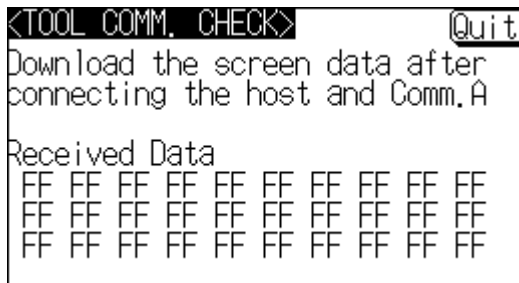 <TOOL COMM. CHECK> Quit
Download the screen data after
connecting the host and Comm.A
Received Data
FF FF FF FF FF FF FF FF FF FF
FF FF FF FF FF FF FF FF FF FF
FF FF FF FF FF FF FF FF FF FF